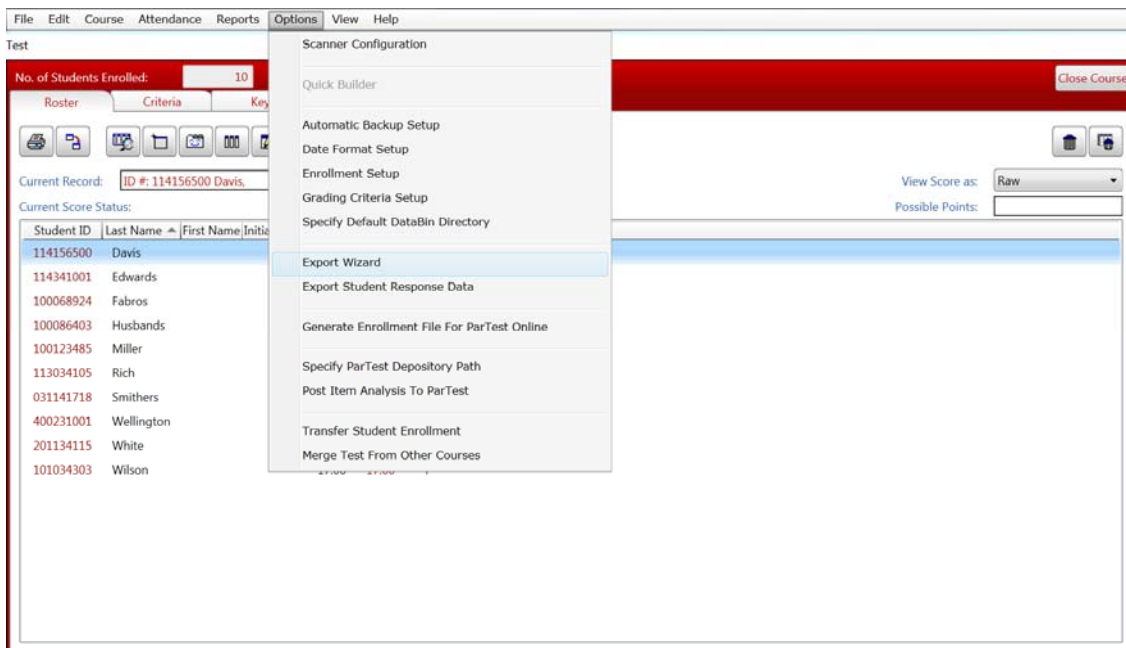 File Edit Course Attendance Reports Options View Help
Test
No. of Students Enrolled: 10
Close Course
Roster Criteria Key
Current Record: ID #: 114156500 Davis,
View Score as: Raw
Current Score Status:
Possible Points:
Student ID Last Name First Name Initia
114156500 Davis
114341001 Edwards
100068924 Fabros
100086403 Husbands
100123485 Miller
113034105 Rich
031141718 Smithers
400231001 Wellington
201134115 White
101034303 Wilson
Scanner Configuration
Quick Builder
Automatic Backup Setup
Date Format Setup
Enrollment Setup
Grading Criteria Setup
Specify Default DataBin Directory
Export Wizard
Export Student Response Data
Generate Enrollment File For ParTest Online
Specify ParTest Depository Path
Post Item Analysis To ParTest
Transfer Student Enrollment
Merge Test From Other Courses